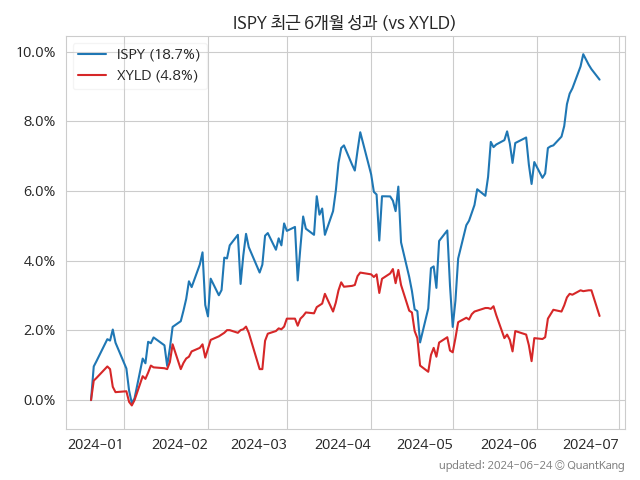 ISPY 최근 6개월 성과 (vs XYLD)
ISPY (18.7%)
XYLD (4.8%)
10.0%
8.0%
6.0%
4.0%
2.0%
0.0%
2024-01 2024-02 2024-03 2024-04 2024-05 2024-06 2024-07
updated: 2024-06-24 © QuantKang